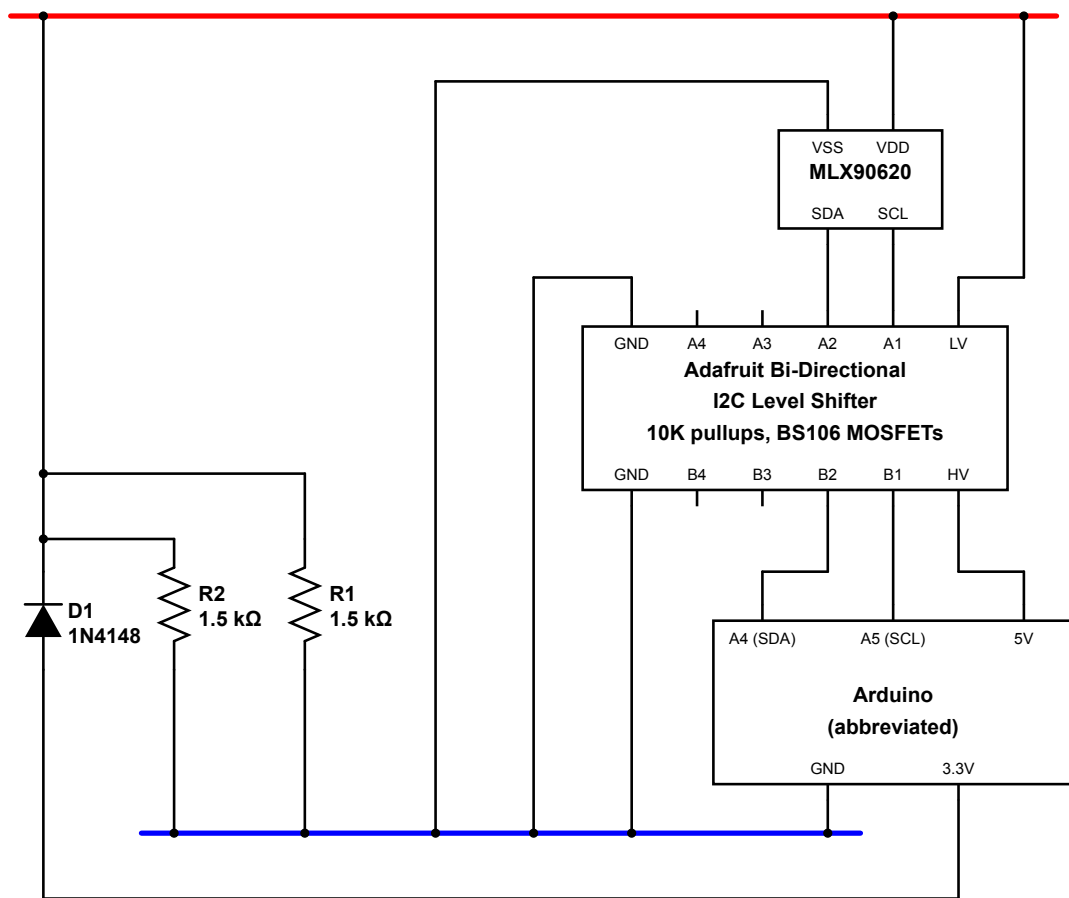 VSS VDD
MLX90620
SDA SCL
GND A4 A3 A2 A1 LV
Adafruit Bi-Directional
I2C Level Shifter
10K pullups, BS106 MOSFETs
GND B4 B3 B2 B1 HV
R2
1.5 kΩ
R1
1.5 kΩ
D1
1N4148
A4 (SDA) A5 (SCL) 5V
Arduino
(abbreviated)
GND 3.3V